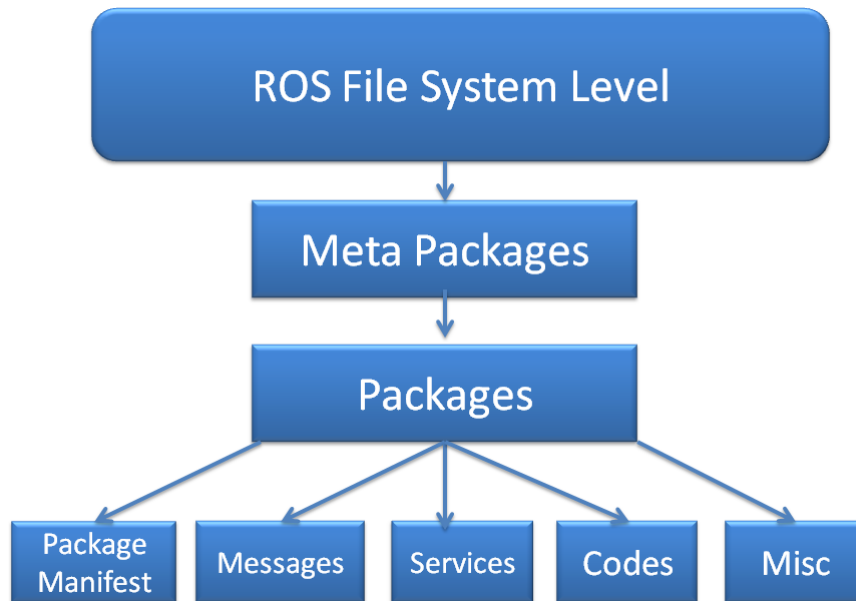 ROS File System Level
Meta Packages
Packages
Package
Manifest
Messages
Services
Codes
Misc